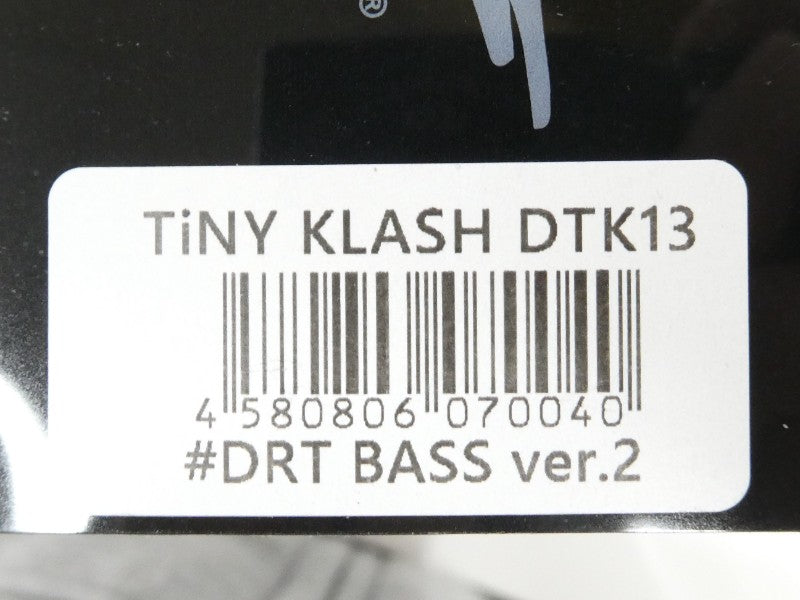 ®
TiNY KLASH DTK13
4 580806 070040
#DRT BASS ver.2